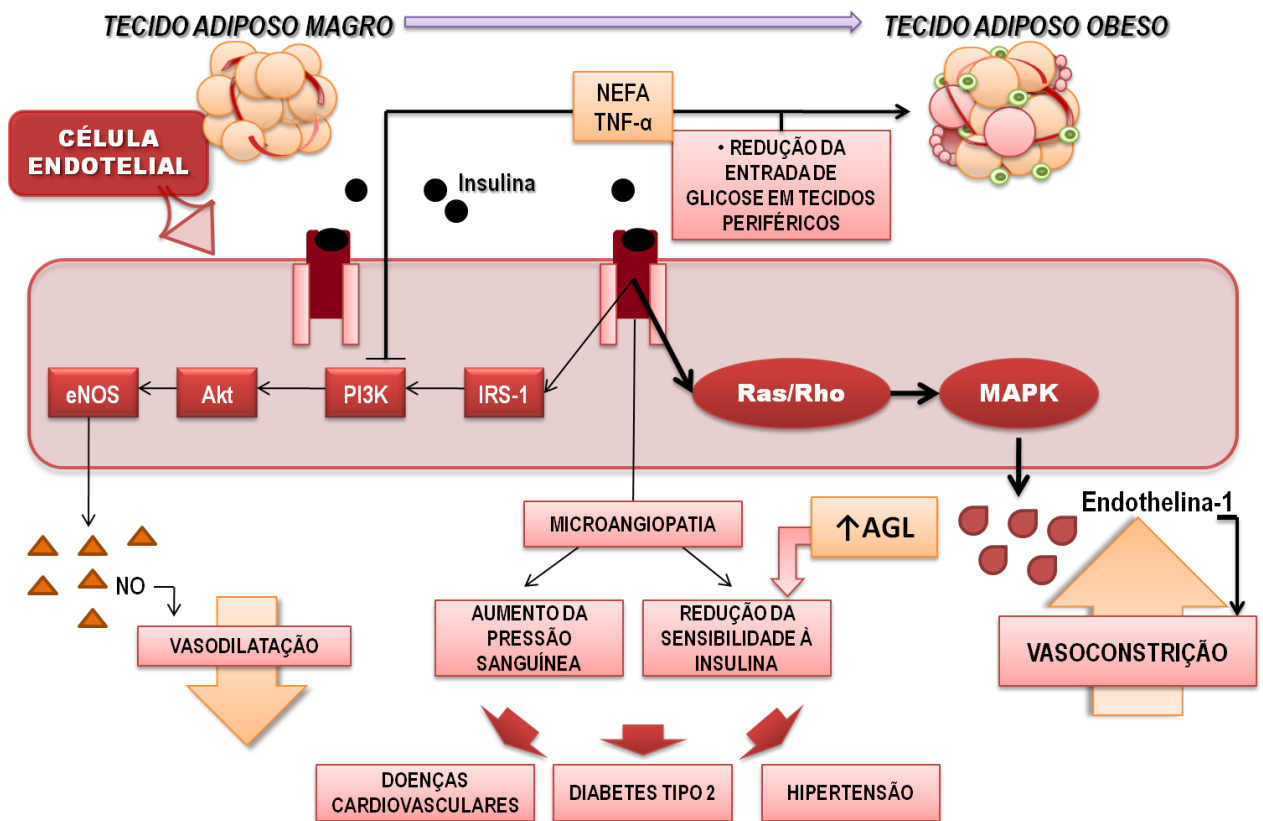 TECIDO ADIPOSO MAGRO
TECIDO ADIPOSO OBESO
CÉLULA
ENDOTELIAL
NEFA
TNF-α
• REDUÇÃO DA
ENTRADA DE
GLICOSE EM TECIDOS
PERIFÉRICOS
Insulina
eNOS
Akt
PI3K
IRS-1
Ras/Rho
MAPK
MICROANGIOPATIA
↑AGL
Endothelina-1
NO
VASODILATAÇÃO
AUMENTO DA
PRESSÃO
SANGUÍNEA
REDUÇÃO DA
SENSIBILIDADE À
INSULINA
VASOCONSTRIÇÃO
DOENÇAS
CARDIOVASCULARES
DIABETES TIPO 2
HIPERTENSÃO